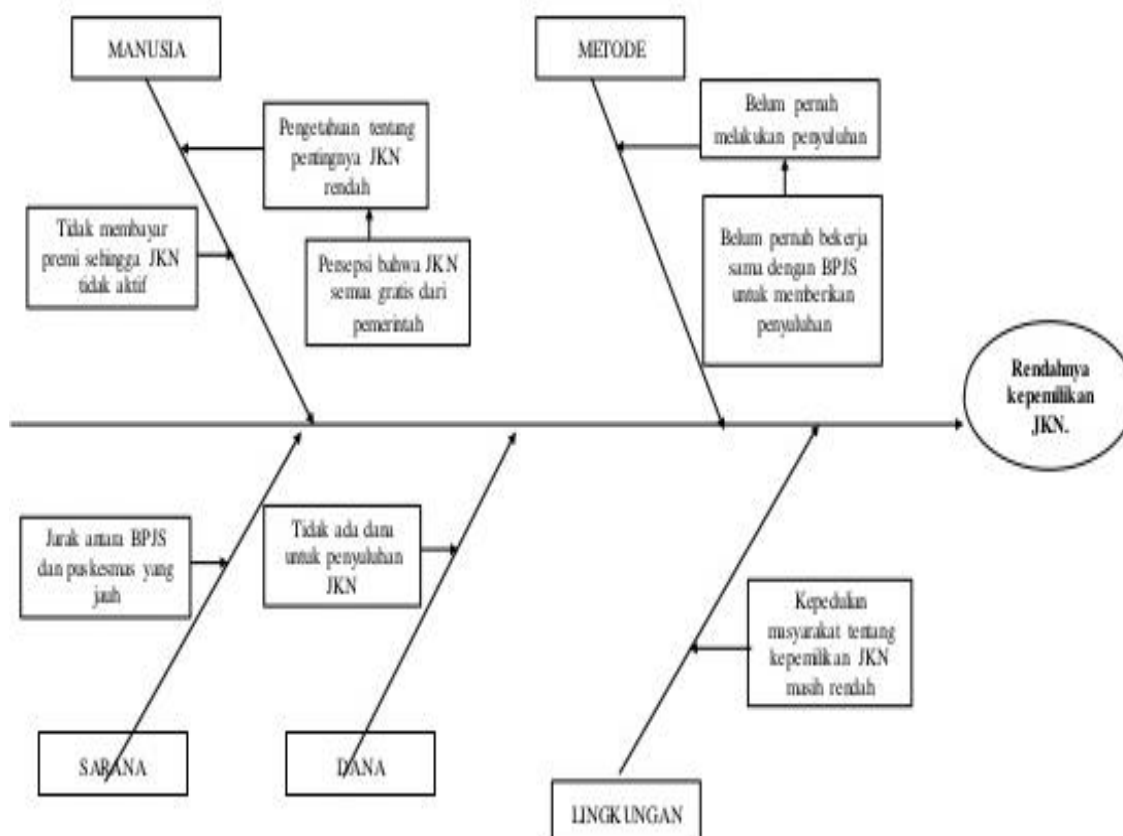 MANUSIA
METODE
Pengetahuan tentang
pentingnya JKN
rendah
Belum pernah
melakukan penyuluhan
Tidak membayar
premi sehingga JKN
tidak aktif
Persepsi bahwa JKN
semua gratis dari
pemerintah
Belum pernah bekerja
sama dengan BPJS
untuk memberikan
penyuluhan
Rendahnya
kepemilikan
JKN.
Jarak antara BPJS
dan puskesmas yang
jauh
Tidak ada dana
untuk penyuluhan
JKN
Kepedulian
masyarakat tentang
kepemilikan JKN
masih rendah
SARANA
DANA
LINGKUNGAN